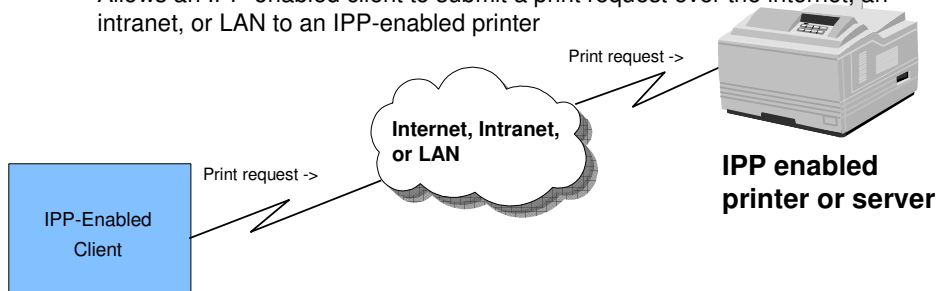 Allows an IPP-enabled client to submit a print request over the internet, an
intranet, or LAN to an IPP-enabled printer
Print request ->
Internet, Intranet,
or LAN
IPP enabled
printer or server
Print request ->
IPP-Enabled
Client